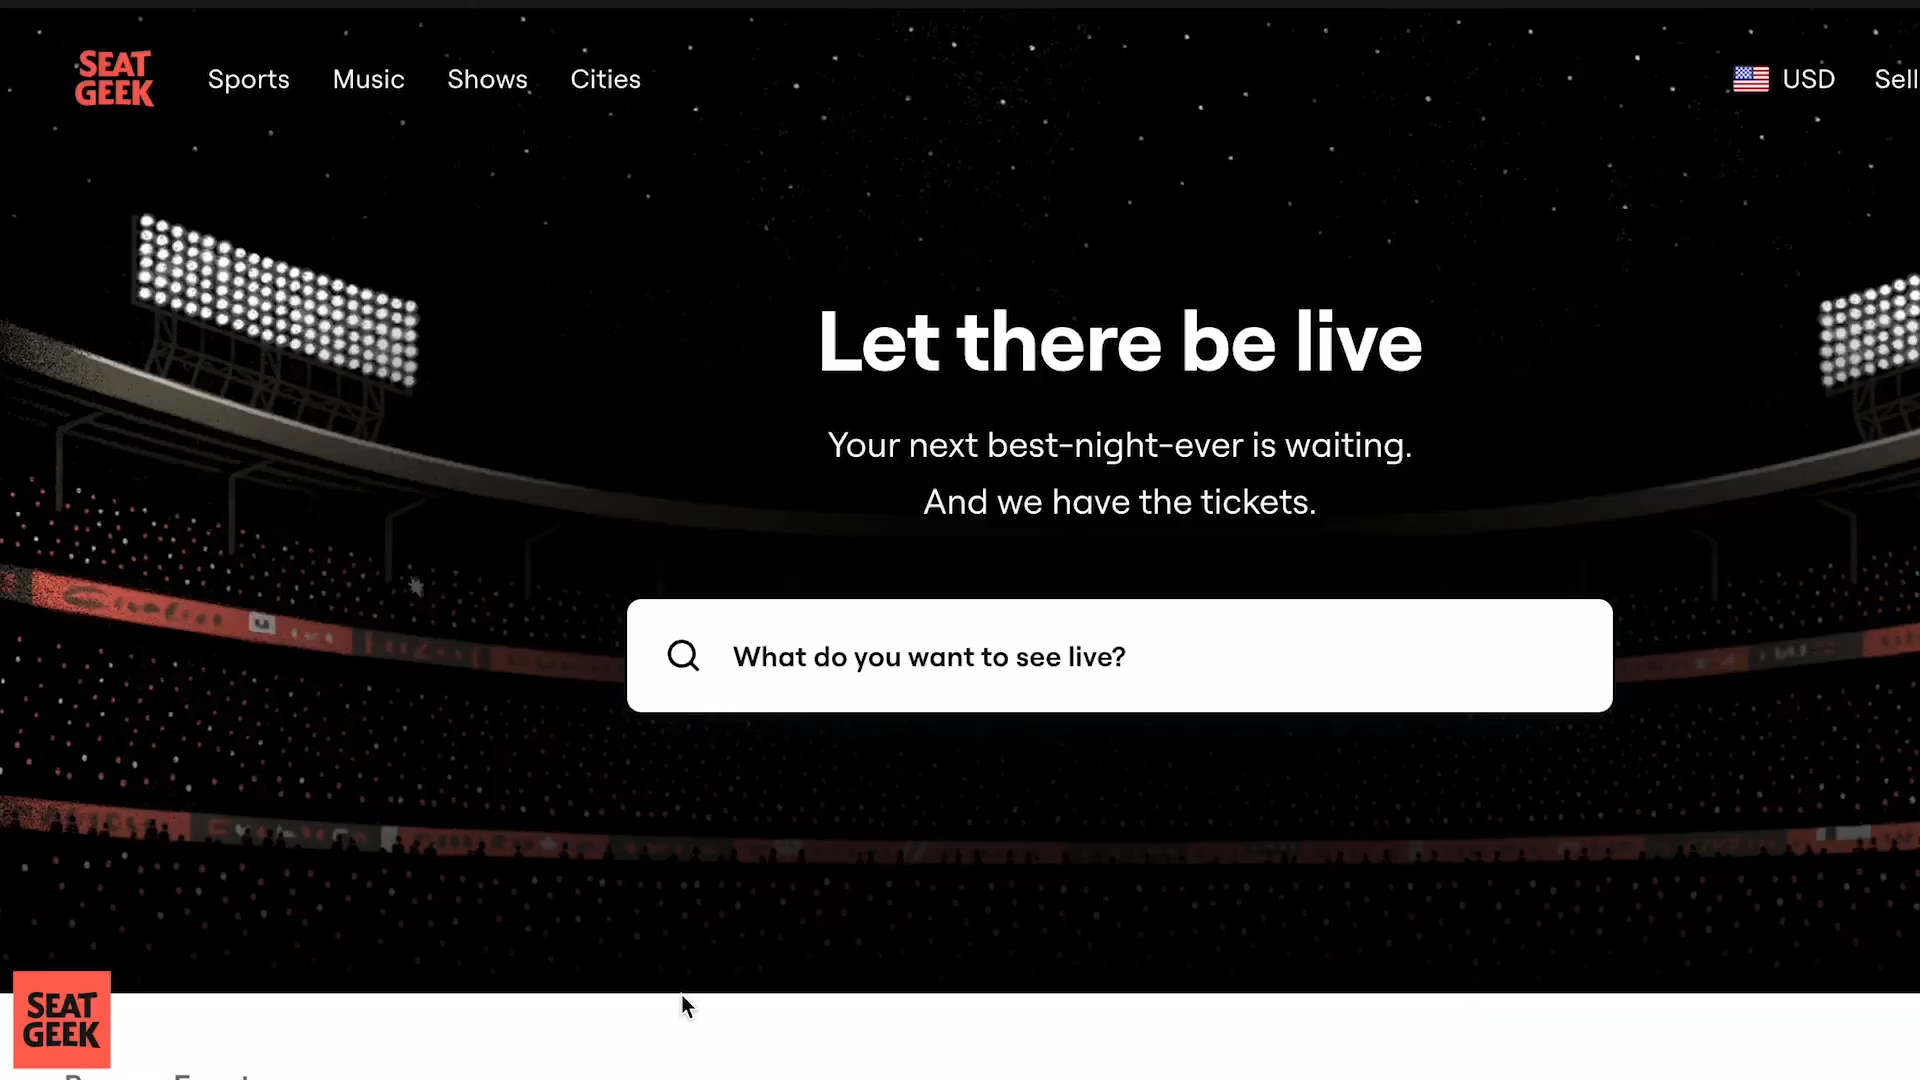 SEAT
GEEK
Sports
Music
Shows
Cities
USD
Sell
Let there be live
Your next best-night-ever is waiting.
And we have the tickets.
What do you want to see live?
SEAT
GEEK